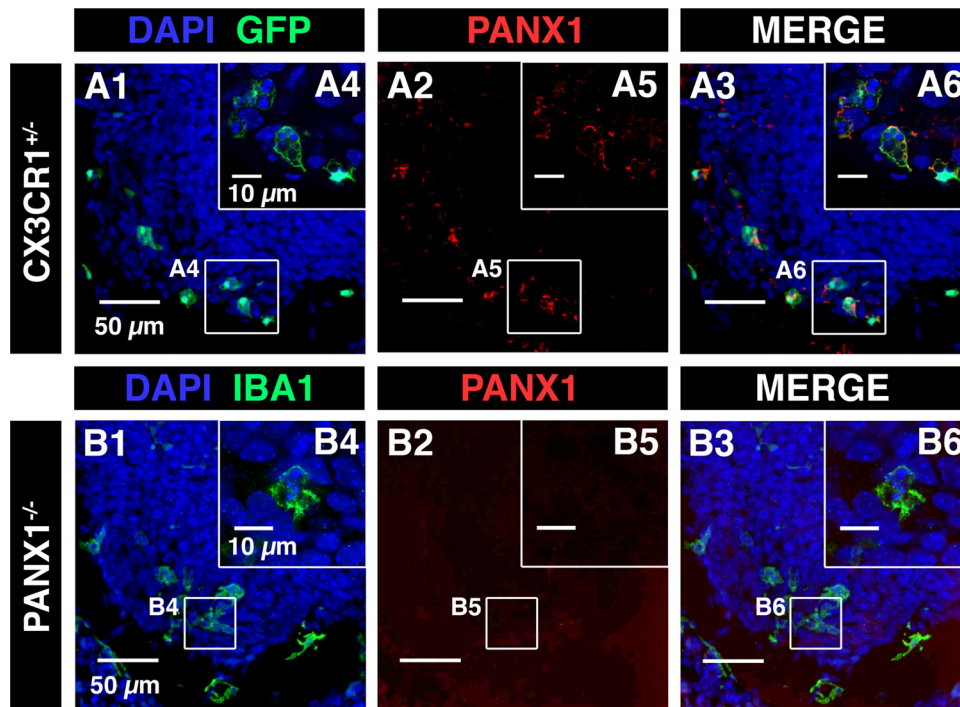 DAPI GFP
PANX1
MERGE
CX3CR1+/-
A1
A4
10 µm
A4
50 µm
A2
A5
A5
A3
A6
A6
DAPI IBA1
PANX1
MERGE
PANX1-/-
B1
B4
10 µm
B4
50 µm
B2
B5
B5
B3
B6
B6